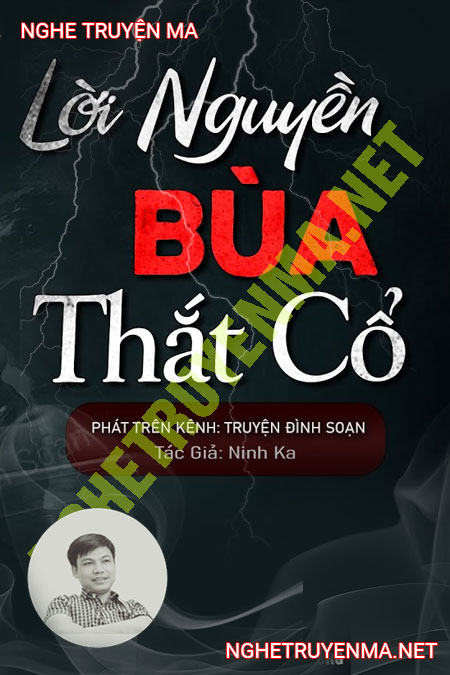 NGHE TRUYỆN MA
Lời Nguyền
BÙA
Thắt Cổ
NGHETRUYENMA.NET
PHÁT TRÊN KÊNH: TRUYỆN ĐÌNH SOẠN
Tác Giả: Ninh Ka
NGHETRUYENMA.NET